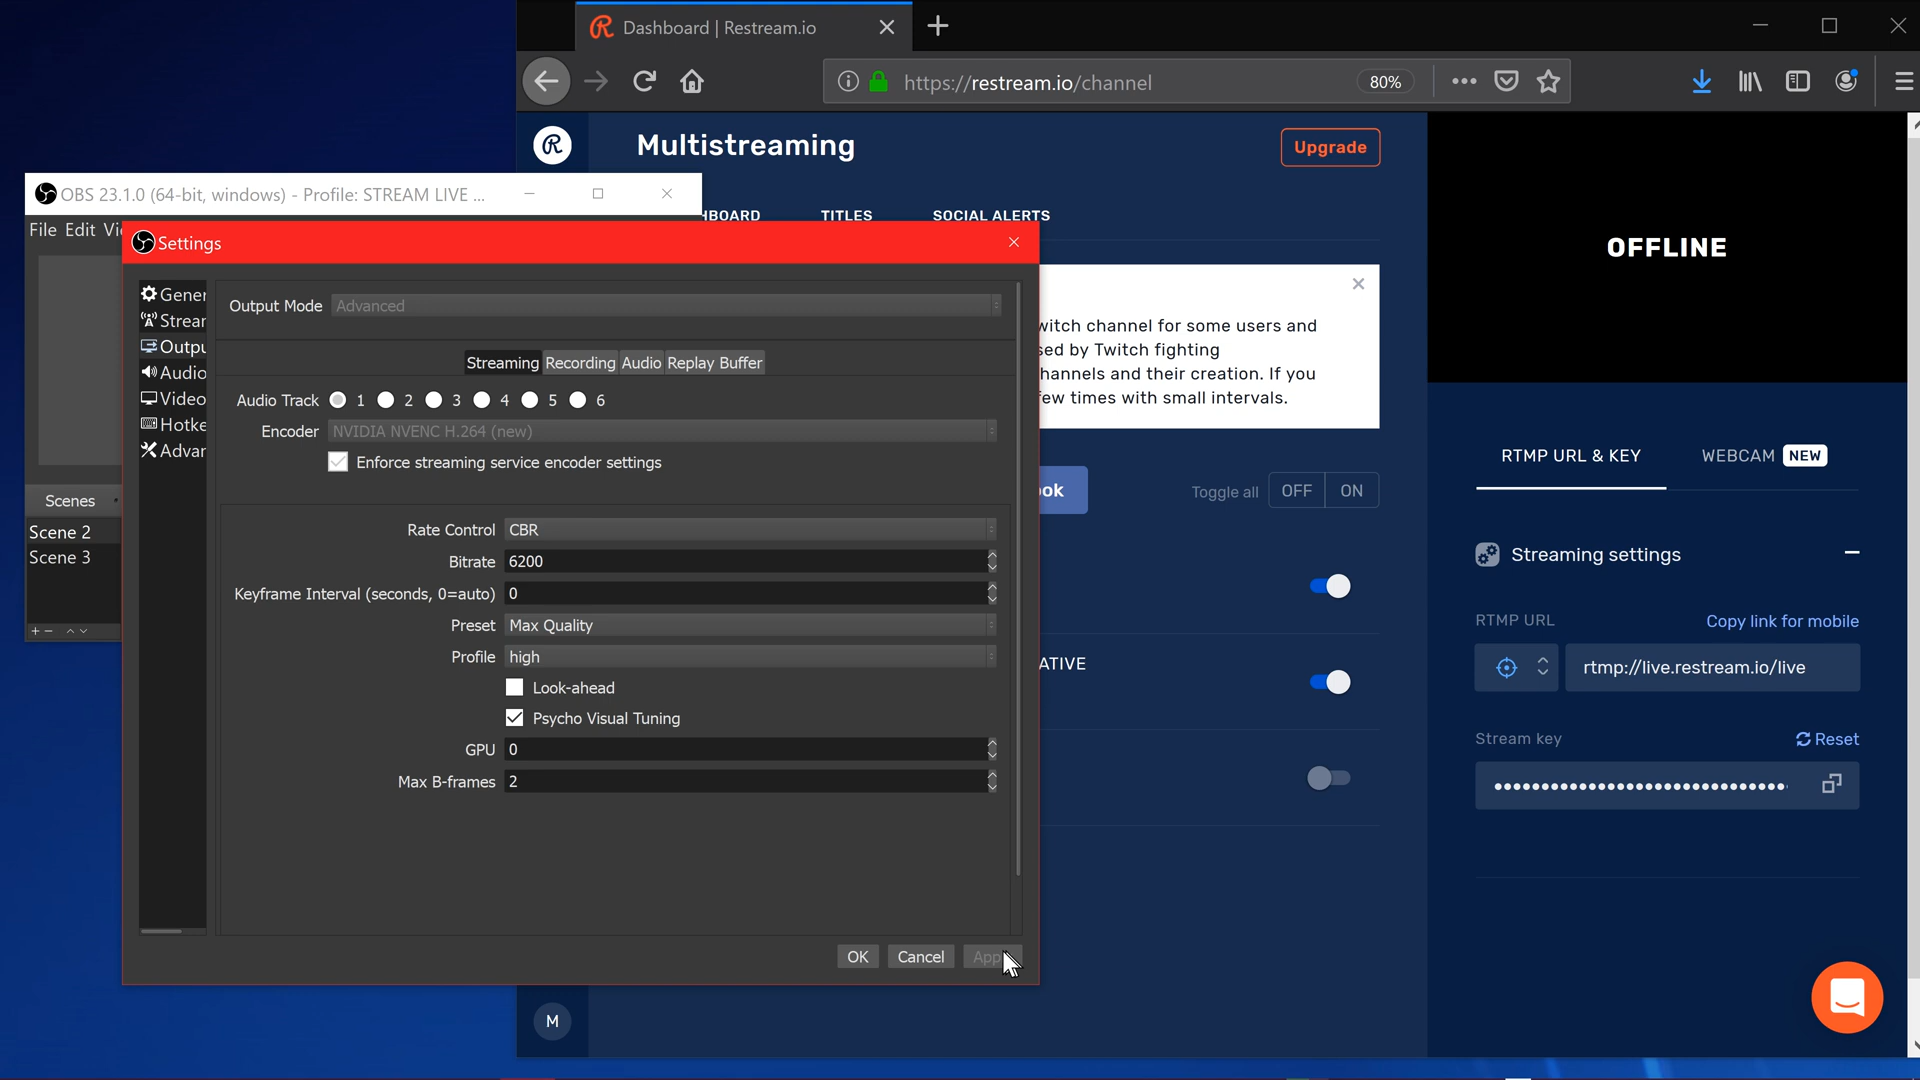 Dashboard | Restream.io
https://restream.io/channel
80%
Multistreaming
Upgrade
OBS 23.1.0 (64-bit, windows) - Profile: STREAM LIVE ...
HBOARD
TITLES
SOCIAL ALERTS
File Edit Vi
Settings
OFFLINE
Gener
Strear
Outpu
Audio
Video
Hotke
Advar
Output Mode
Advanced
Streaming
Recording
Audio
Replay Buffer
Audio Track
1
2
3
4
5
6
Encoder
NVIDIA NVENC H.264 (new)
Enforce streaming service encoder settings
witch channel for some users and
sed by Twitch fighting
hannels and their creation. If you
few times with small intervals.
RTMP URL & KEY
WEBCAM
NEW
Scenes
Scene 2
Scene 3
Rate Control
CBR
Bitrate
6200
Keyframe Interval (seconds, 0=auto)
0
Preset
Max Quality
Profile
high
Look-ahead
Psycho Visual Tuning
GPU
0
Max B-frames
2
ook
Toggle all
OFF
ON
ATIVE
Streaming settings
RTMP URL
Copy link for mobile
rtmp://live.restream.io/live
Stream key
Reset
OK
Cancel
App
M